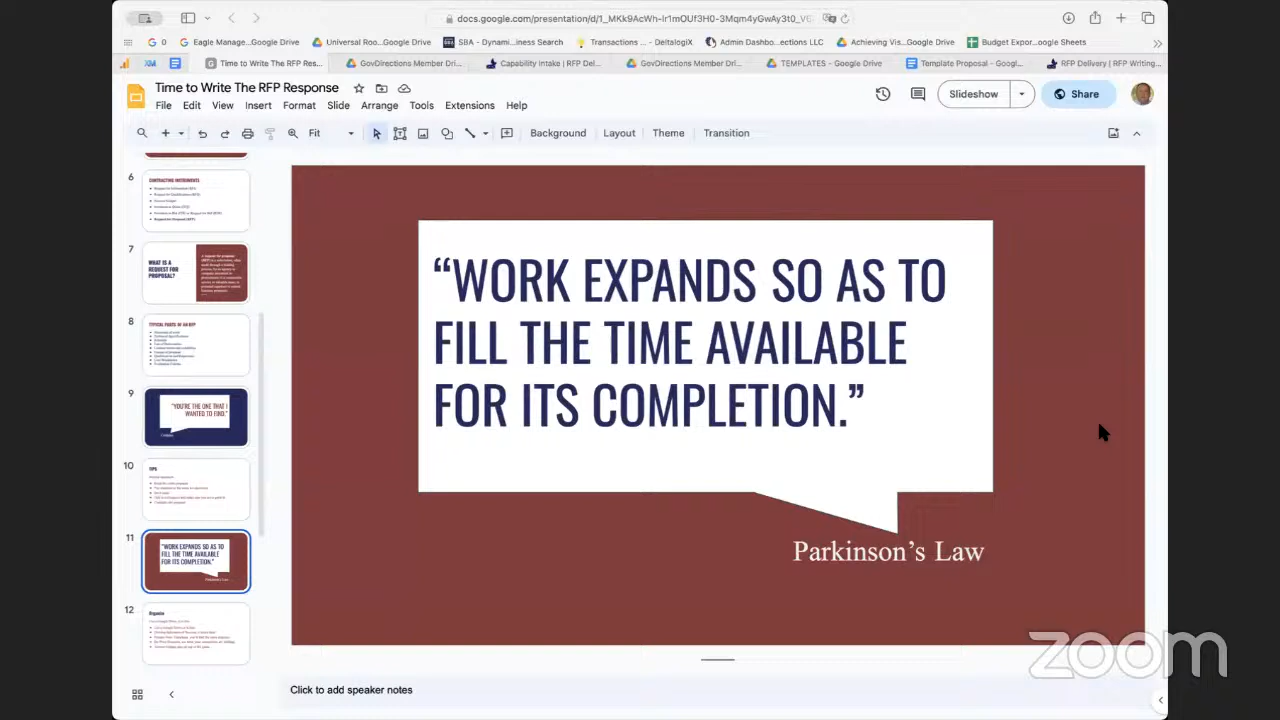 docs.google.com/presentation/d/1_MKk9AcWh-Ir1mOUf3H0-3Mqm4yGwAy3t0_V
G 0
Eagle Manage...Google Drive
Universal Roo...Google Drive
SBA - Dynami...iness Search
Transactions ... - DeltalogiX
Admin Dashbo...ections LLC
Achieving Vis...Google Drive
Budget Expor...oogle Sheets
XM
Time to Write The RFP Res...
GovDirections Member Dri...
Capability Intake | RFP Del...
GovDirections Member Dri...
TEMPLATES - Google Drive
Template Proposal - Googl...
RFP Delivery | RFP Writing...
Time to Write The RFP Response
File Edit View Insert Format Slide Arrange Tools Extensions Help
Slideshow
Share
Fit
Background
Layout
Theme
Transition
6
CONTRACTING INSTRUMENTS
7
WHAT IS A
REQUEST FOR
PROPOSAL?
8
TYPICAL PARTS OF AN RFP
9
"YOU'RE THE ONE THAT I
WANTED TO FIND."
10
TIPS
11
"WORK EXPANDS SO AS TO
FILL THE TIME AVAILABLE
FOR ITS COMPLETION."
Parkinson's Law
12
Organize
“WORK EXPANDS SO AS TO
FILL THE TIME AVAILABLE
FOR ITS COMPLETION.”
Parkinson’s Law
Click to add speaker notes
zoom